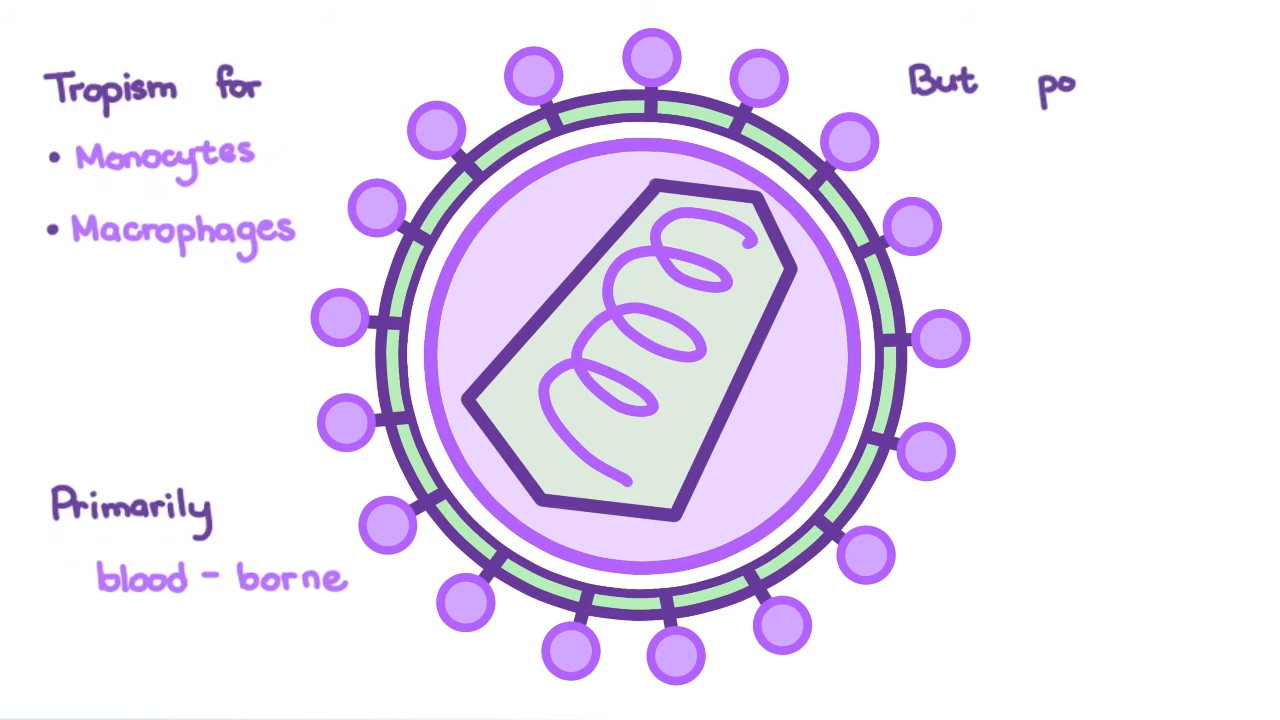 Tropism for
• Monocytes
• Macrophages
Primarily
blood - borne
But po